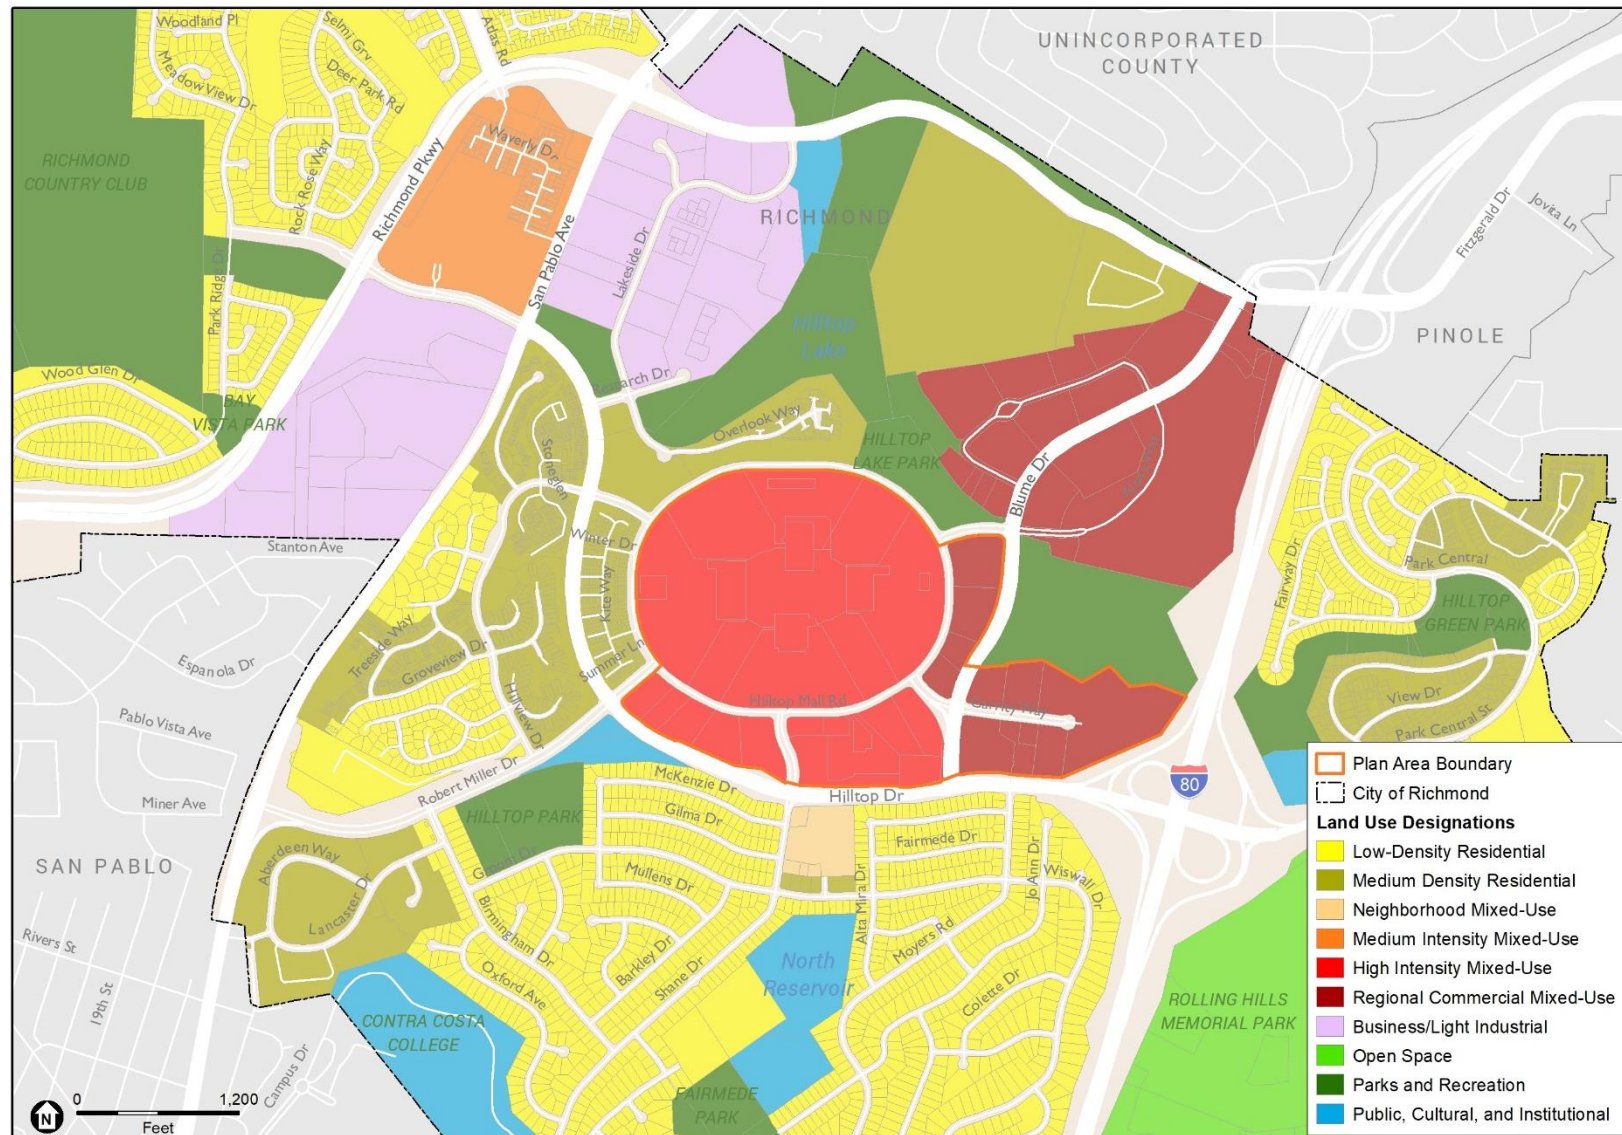 Woodland Pl
Selmi Grv
Adas Rd
UNINCORPORATED
COUNTY
Meadow View Dr
Deer Park Rd
Waverly Dr
RICHMOND
COUNTRY CLUB
Rock Rose Way
Richmond Pkwy
RICHMOND
Fitzgerald Dr
Jovita Ln
San Pablo Ave
Lakeside Dr
Park Ridge Dr
Hilltop
Lake
PINOLE
Wood Glen Dr
Research Dr
BAY
VISTA PARK
Overlook Way
HILLTOP
LAKE PARK
Stoneglen
Blume Dr
Stanton Ave
Winter Dr
Park Central
Fairway Dr
Kite Way
HILLTOP
GREEN PARK
Treeside Way
Groveview Dr
Espanola Dr
Summer Ln
Hillview Dr
Hilltop Mall Rd
Garrity Way
View Dr
Park Central St
Pablo Vista Ave
Robert Miller Dr
McKenzie Dr
Hilltop Dr
80
Miner Ave
HILLTOP PARK
Gilma Dr
Fairmede Dr
Jo Ann Dr
Wiswall Dr
SAN PABLO
Aberdeen Way
Lancaster Dr
Mullens Dr
Alta Mira Dr
Birmingham Dr
Moyers Rd
Rivers St
Barkley Dr
Shane Dr
North
Reservoir
Oxford Ave
Colette Dr
19th St
CONTRA COSTA
COLLEGE
ROLLING HILLS
MEMORIAL PARK
Campus Dr
FAIRMEDE
PARK
Plan Area Boundary
City of Richmond
Land Use Designations
Low-Density Residential
Medium Density Residential
Neighborhood Mixed-Use
Medium Intensity Mixed-Use
High Intensity Mixed-Use
Regional Commercial Mixed-Use
Business/Light Industrial
Open Space
Parks and Recreation
Public, Cultural, and Institutional
N
0 1,200
Feet